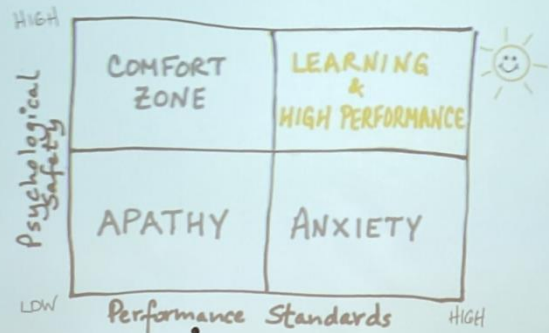 HIGH
COMFORT
ZONE
LEARNING
&
HIGH PERFORMANCE
Psychological
Safety
APATHY
ANXIETY
LOW
Performance Standards
HIGH